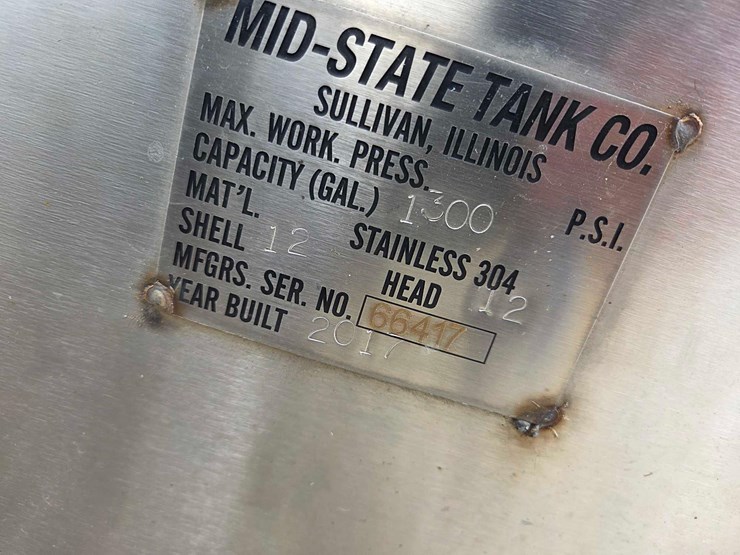 MID-STATE TANK CO.
SULLIVAN, ILLINOIS
MAX. WORK. PRESS. P.S.I.
CAPACITY (GAL.) 1300
MAT'L. STAINLESS 304
SHELL 12 HEAD 12
MFGRS. SER. NO. 66417
YEAR BUILT 2017